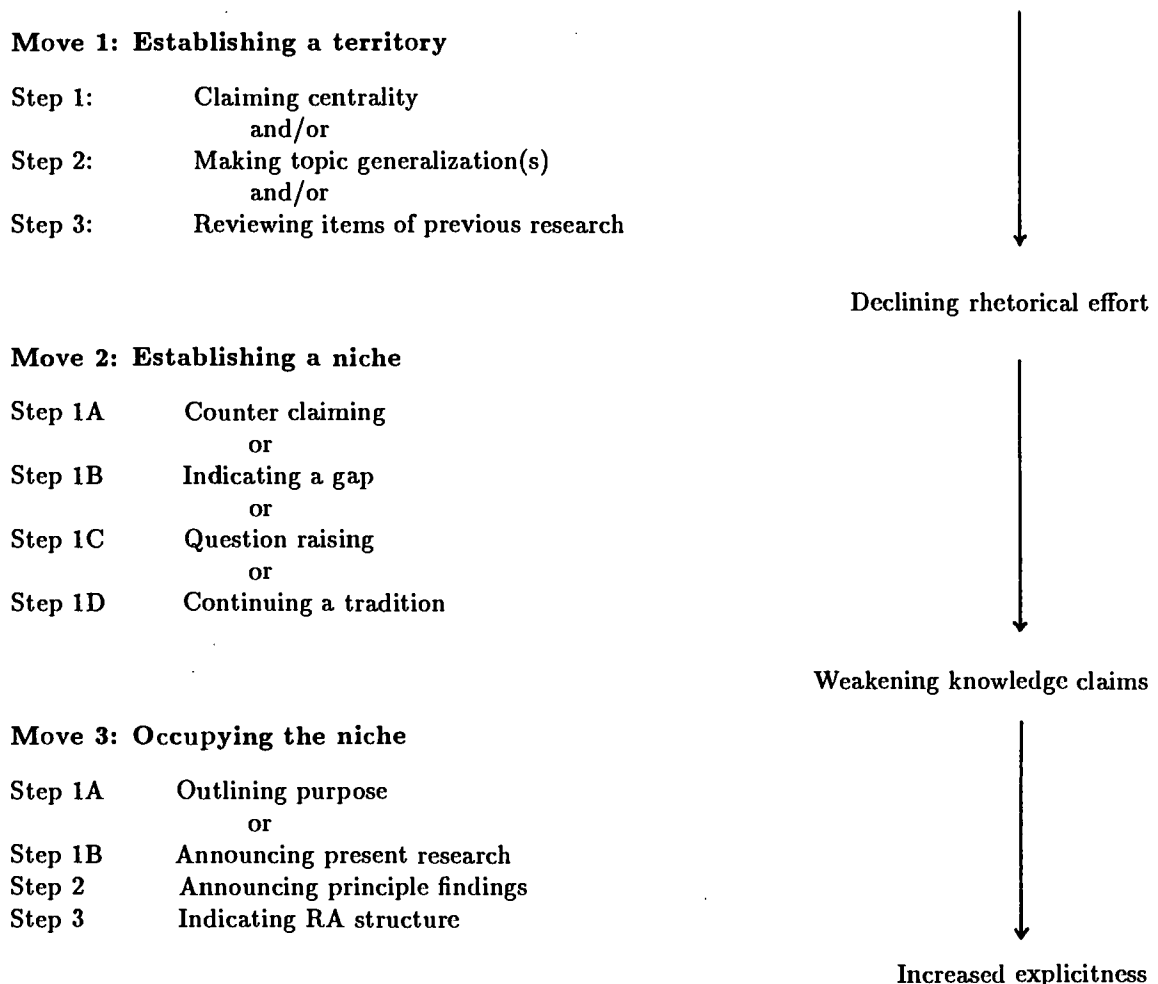 Move 1: Establishing a territory
Step 1: Claiming centrality
and/or
Step 2: Making topic generalization(s)
and/or
Step 3: Reviewing items of previous research
Declining rhetorical effort
Move 2: Establishing a niche
Step 1A Counter claiming
or
Step 1B Indicating a gap
or
Step 1C Question raising
or
Step 1D Continuing a tradition
Weakening knowledge claims
Move 3: Occupying the niche
Step 1A Outlining purpose
or
Step 1B Announcing present research
Step 2 Announcing principle findings
Step 3 Indicating RA structure
Increased explicitness